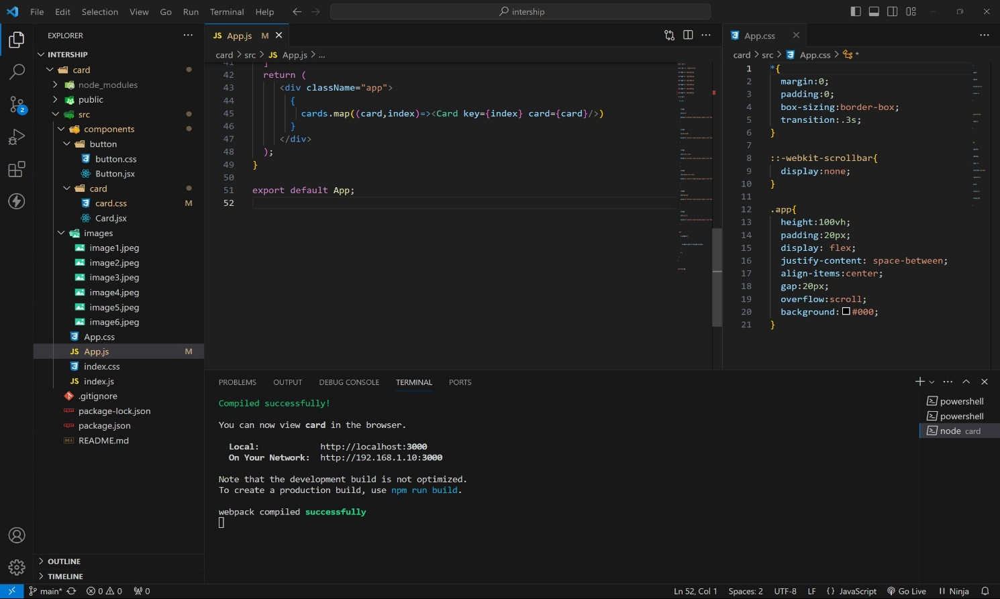 File Edit Selection View Go Run Terminal Help
intership
EXPLORER
INTERSHIP
card
node_modules
public
src
components
button
button.css
Button.jsx
card
card.css M
Card.jsx
images
image1.jpeg
image2.jpeg
image3.jpeg
image4.jpeg
image5.jpeg
image6.jpeg
App.css
JS App.js M
index.css
JS index.js
.gitignore
package-lock.json
package.json
README.md
OUTLINE
TIMELINE
JS App.js M
card > src > JS App.js > ...
41 ]
42 return (
43 <div className="app">
44 {
45 cards.map((card,index)=><Card key={index} card={card}/>)
46 }
47 </div>
48 );
49 }
50
51 export default App;
52
App.css
card > src > App.css > *
1 *{
2 margin:0;
3 padding:0;
4 box-sizing:border-box;
5 transition:.3s;
6 }
7
8 ::-webkit-scrollbar{
9 display:none;
10 }
11
12 .app{
13 height:100vh;
14 padding:20px;
15 display: flex;
16 justify-content: space-between;
17 align-items:center;
18 gap:20px;
19 overflow:scroll;
20 background:#000;
21 }
PROBLEMS OUTPUT DEBUG CONSOLE TERMINAL PORTS
Compiled successfully!
You can now view card in the browser.
Local: http://localhost:3000
On Your Network: http://192.168.1.10:3000
Note that the development build is not optimized.
To create a production build, use npm run build.
webpack compiled successfully
powershell
powershell
node card
2
main* 0 0 0
Ln 52, Col 1 Spaces: 2 UTF-8 LF {} JavaScript Go Live Ninja